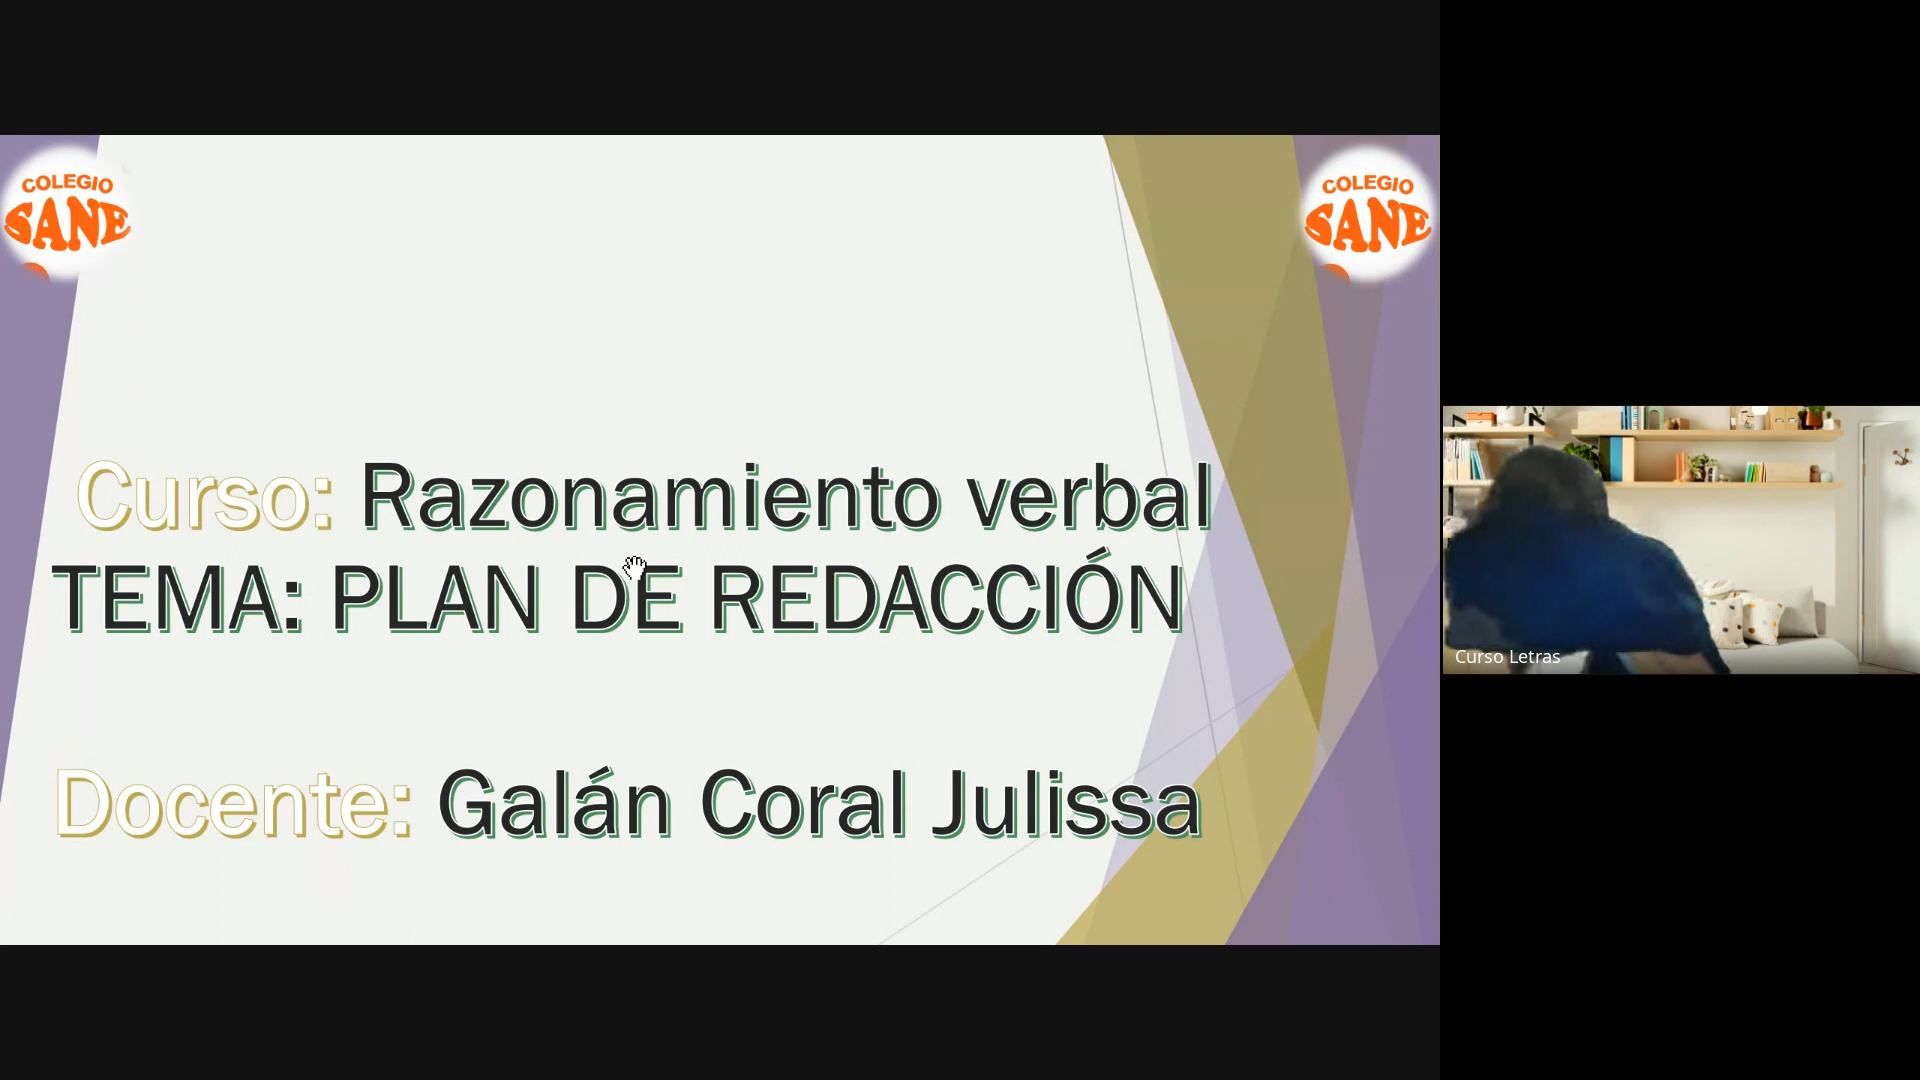 COLEGIO
SANE
COLEGIO
SANE
Curso: Razonamiento verbal
TEMA: PLAN DE REDACCIÓN
Docente: Galán Coral Julissa
Curso Letras